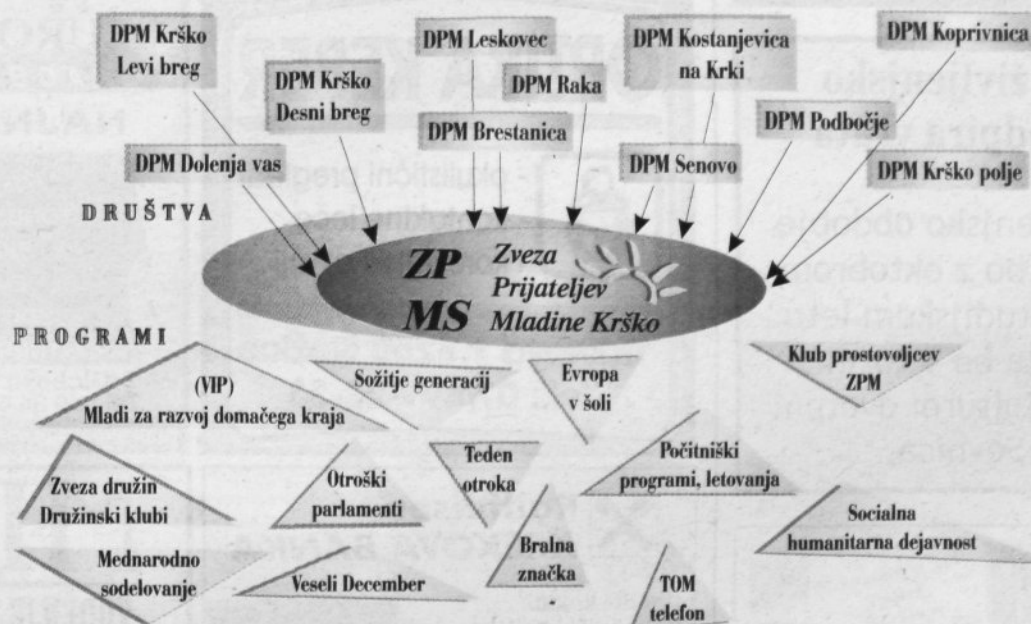 DPM Krško
Levi breg
DPM Krško
Desni breg
DPM Leskovec
DPM Raka
DPM Kostanjevica
na Krki
DPM Koprivnica
DPM Dolenja vas
DPM Brestanica
DPM Senovo
DPM Podbočje
DPM Krško polje
DRUŠTVA
ZP
MS
Zveza
Prijateljev
Mladine Krško
PROGRAMI
(VIP)
Mladi za razvoj domačega kraja
Sožitje generacij
Evropa
v šoli
Klub prostovoljcev
ZPM
Zveza družin
Družinski klubi
Otroški
parlamenti
Teden
otroka
Počitniški
programi, letovanja
Mednarodno
sodelovanje
Veseli December
Bralna
značka
TOM
telefon
Socialna
humanitarna dejavnost